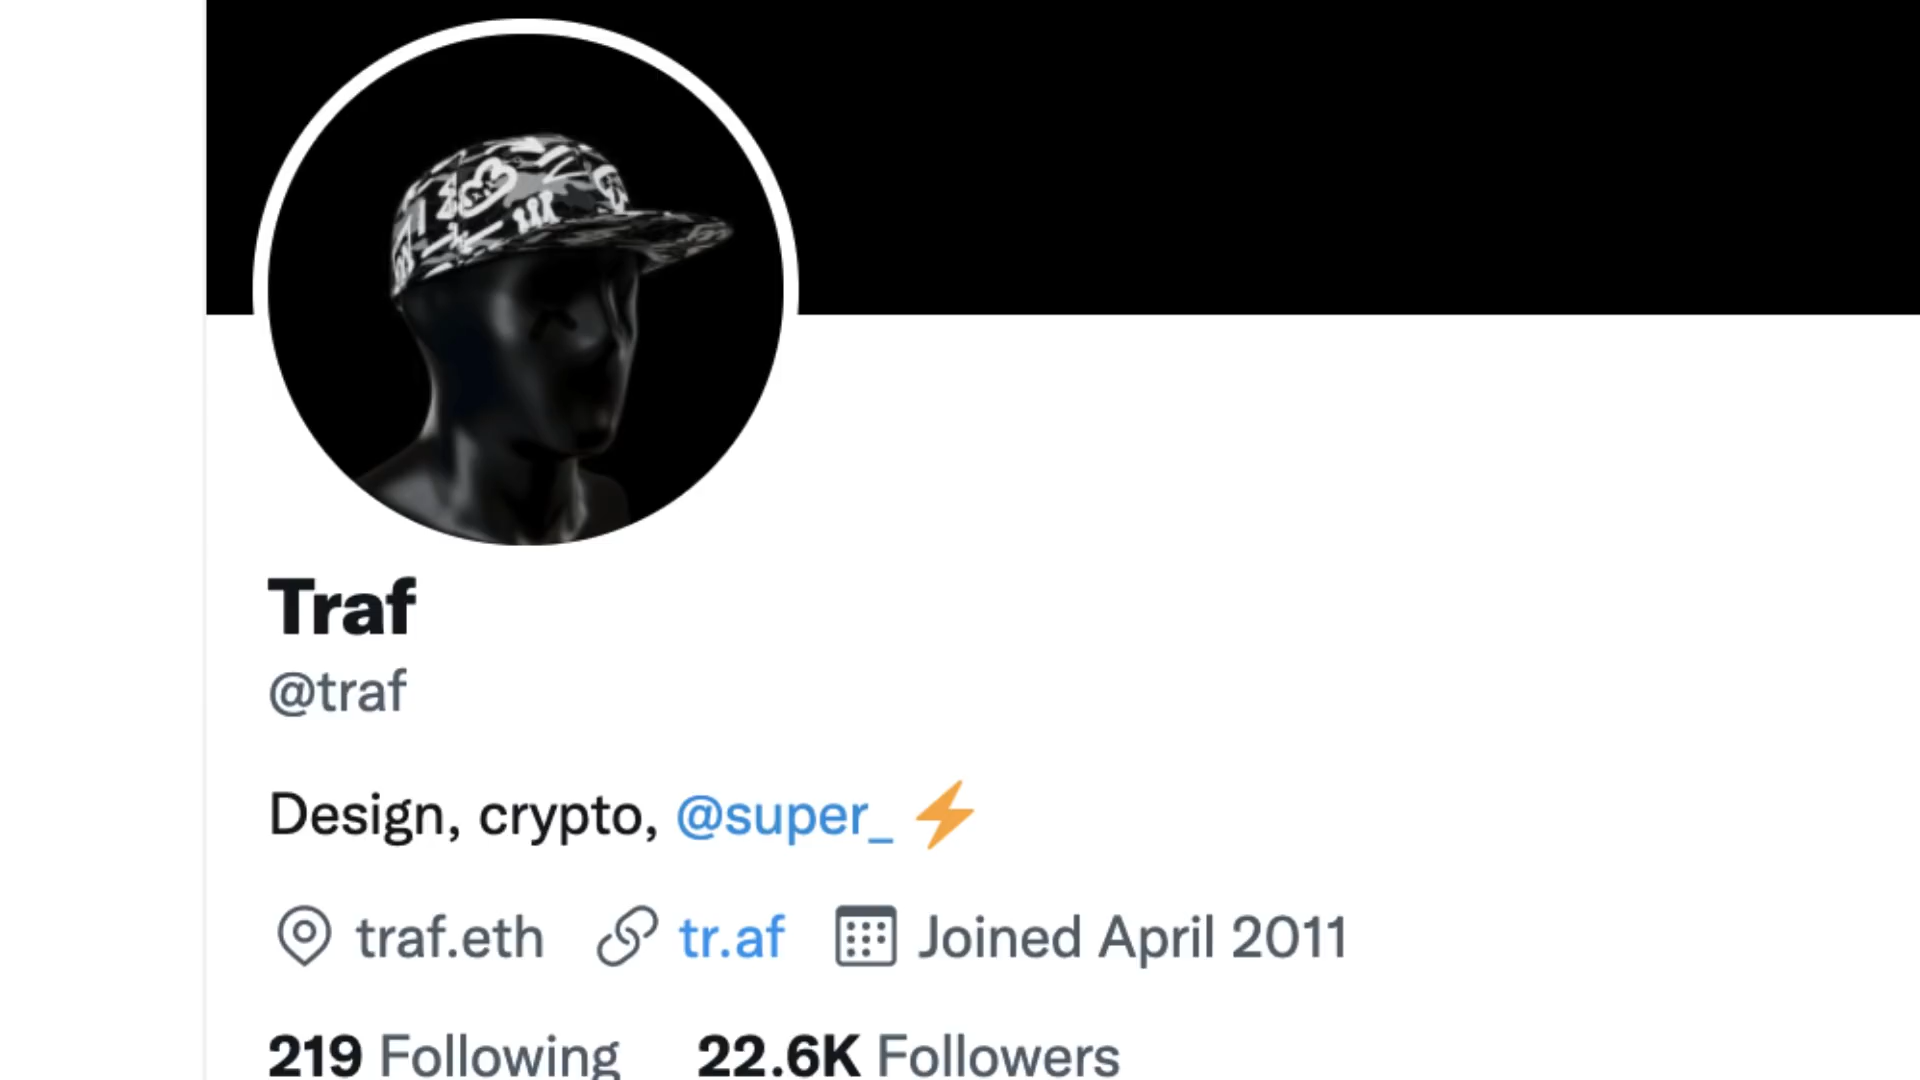 Traf
@traf
Design, crypto, @super_ ⚡
traf.eth tr.af Joined April 2011
219 Following 22.6K Followers